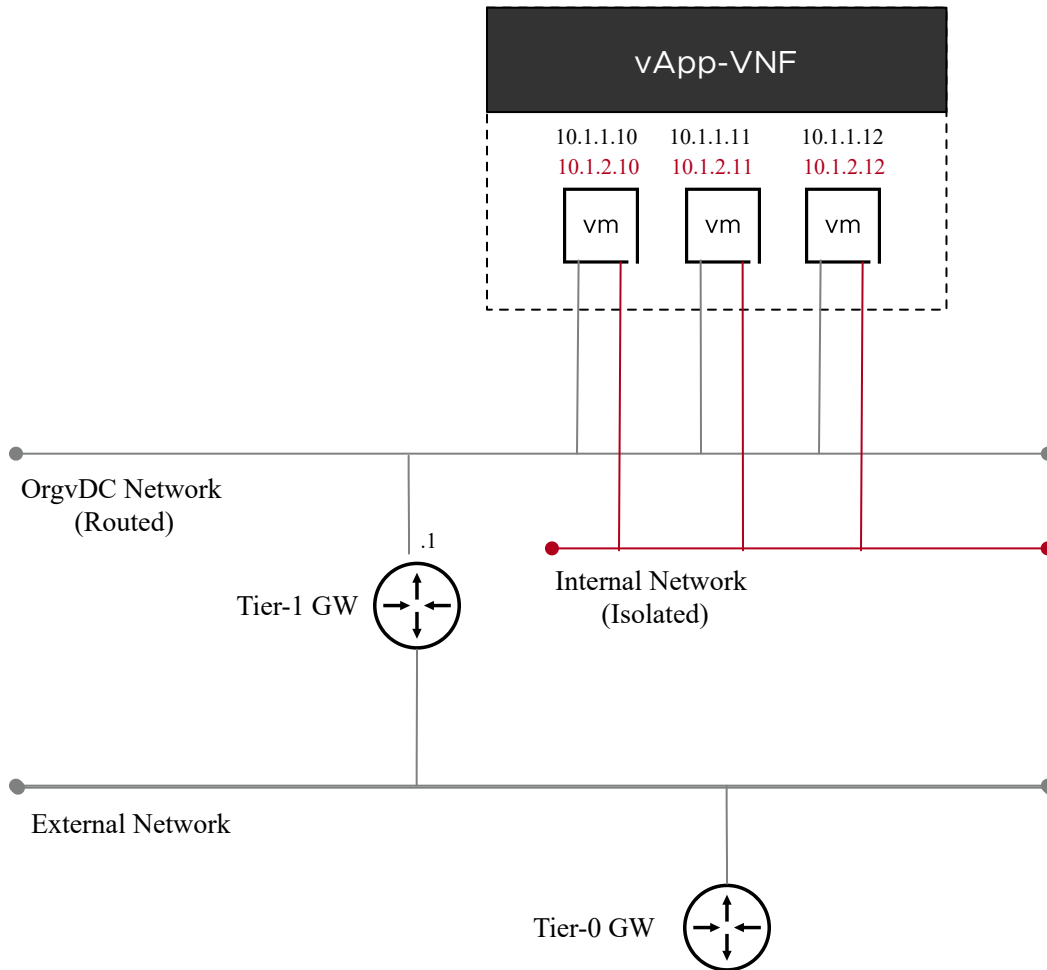 vApp-VNF
10.1.1.10 10.1.1.11 10.1.1.12
10.1.2.10 10.1.2.11 10.1.2.12
vm vm vm
OrgvDC Network
(Routed)
.1
Tier-1 GW
Internal Network
(Isolated)
External Network
Tier-0 GW